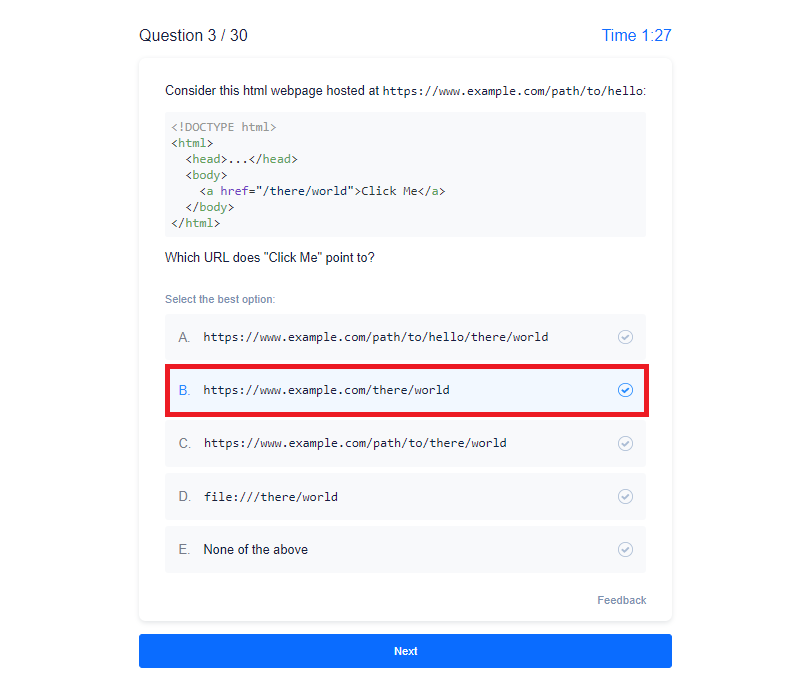 Question 3 / 30
Time 1:27
Consider this html webpage hosted at https://www.example.com/path/to/hello:
<!DOCTYPE html>
<html>
  <head>...</head>
  <body>
    <a href="/there/world">Click Me</a>
  </body>
</html>
Which URL does "Click Me" point to?
Select the best option:
A. https://www.example.com/path/to/hello/there/world
B. https://www.example.com/there/world
C. https://www.example.com/path/to/there/world
D. file:///there/world
E. None of the above
Feedback
Next